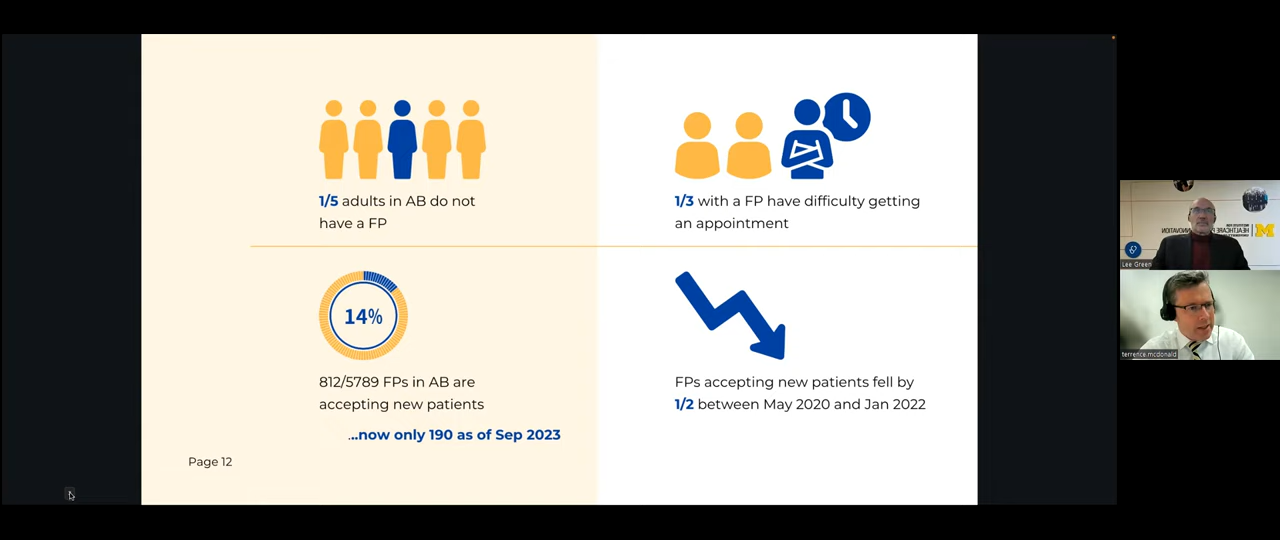 1/5 adults in AB do not
have a FP
1/3 with a FP have difficulty getting
an appointment
14%
812/5789 FPs in AB are
accepting new patients
...now only 190 as of Sep 2023
FPs accepting new patients fell by
1/2 between May 2020 and Jan 2022
Page 12
M
HEALTHCARE
Lee Green
terrence.mcdonald